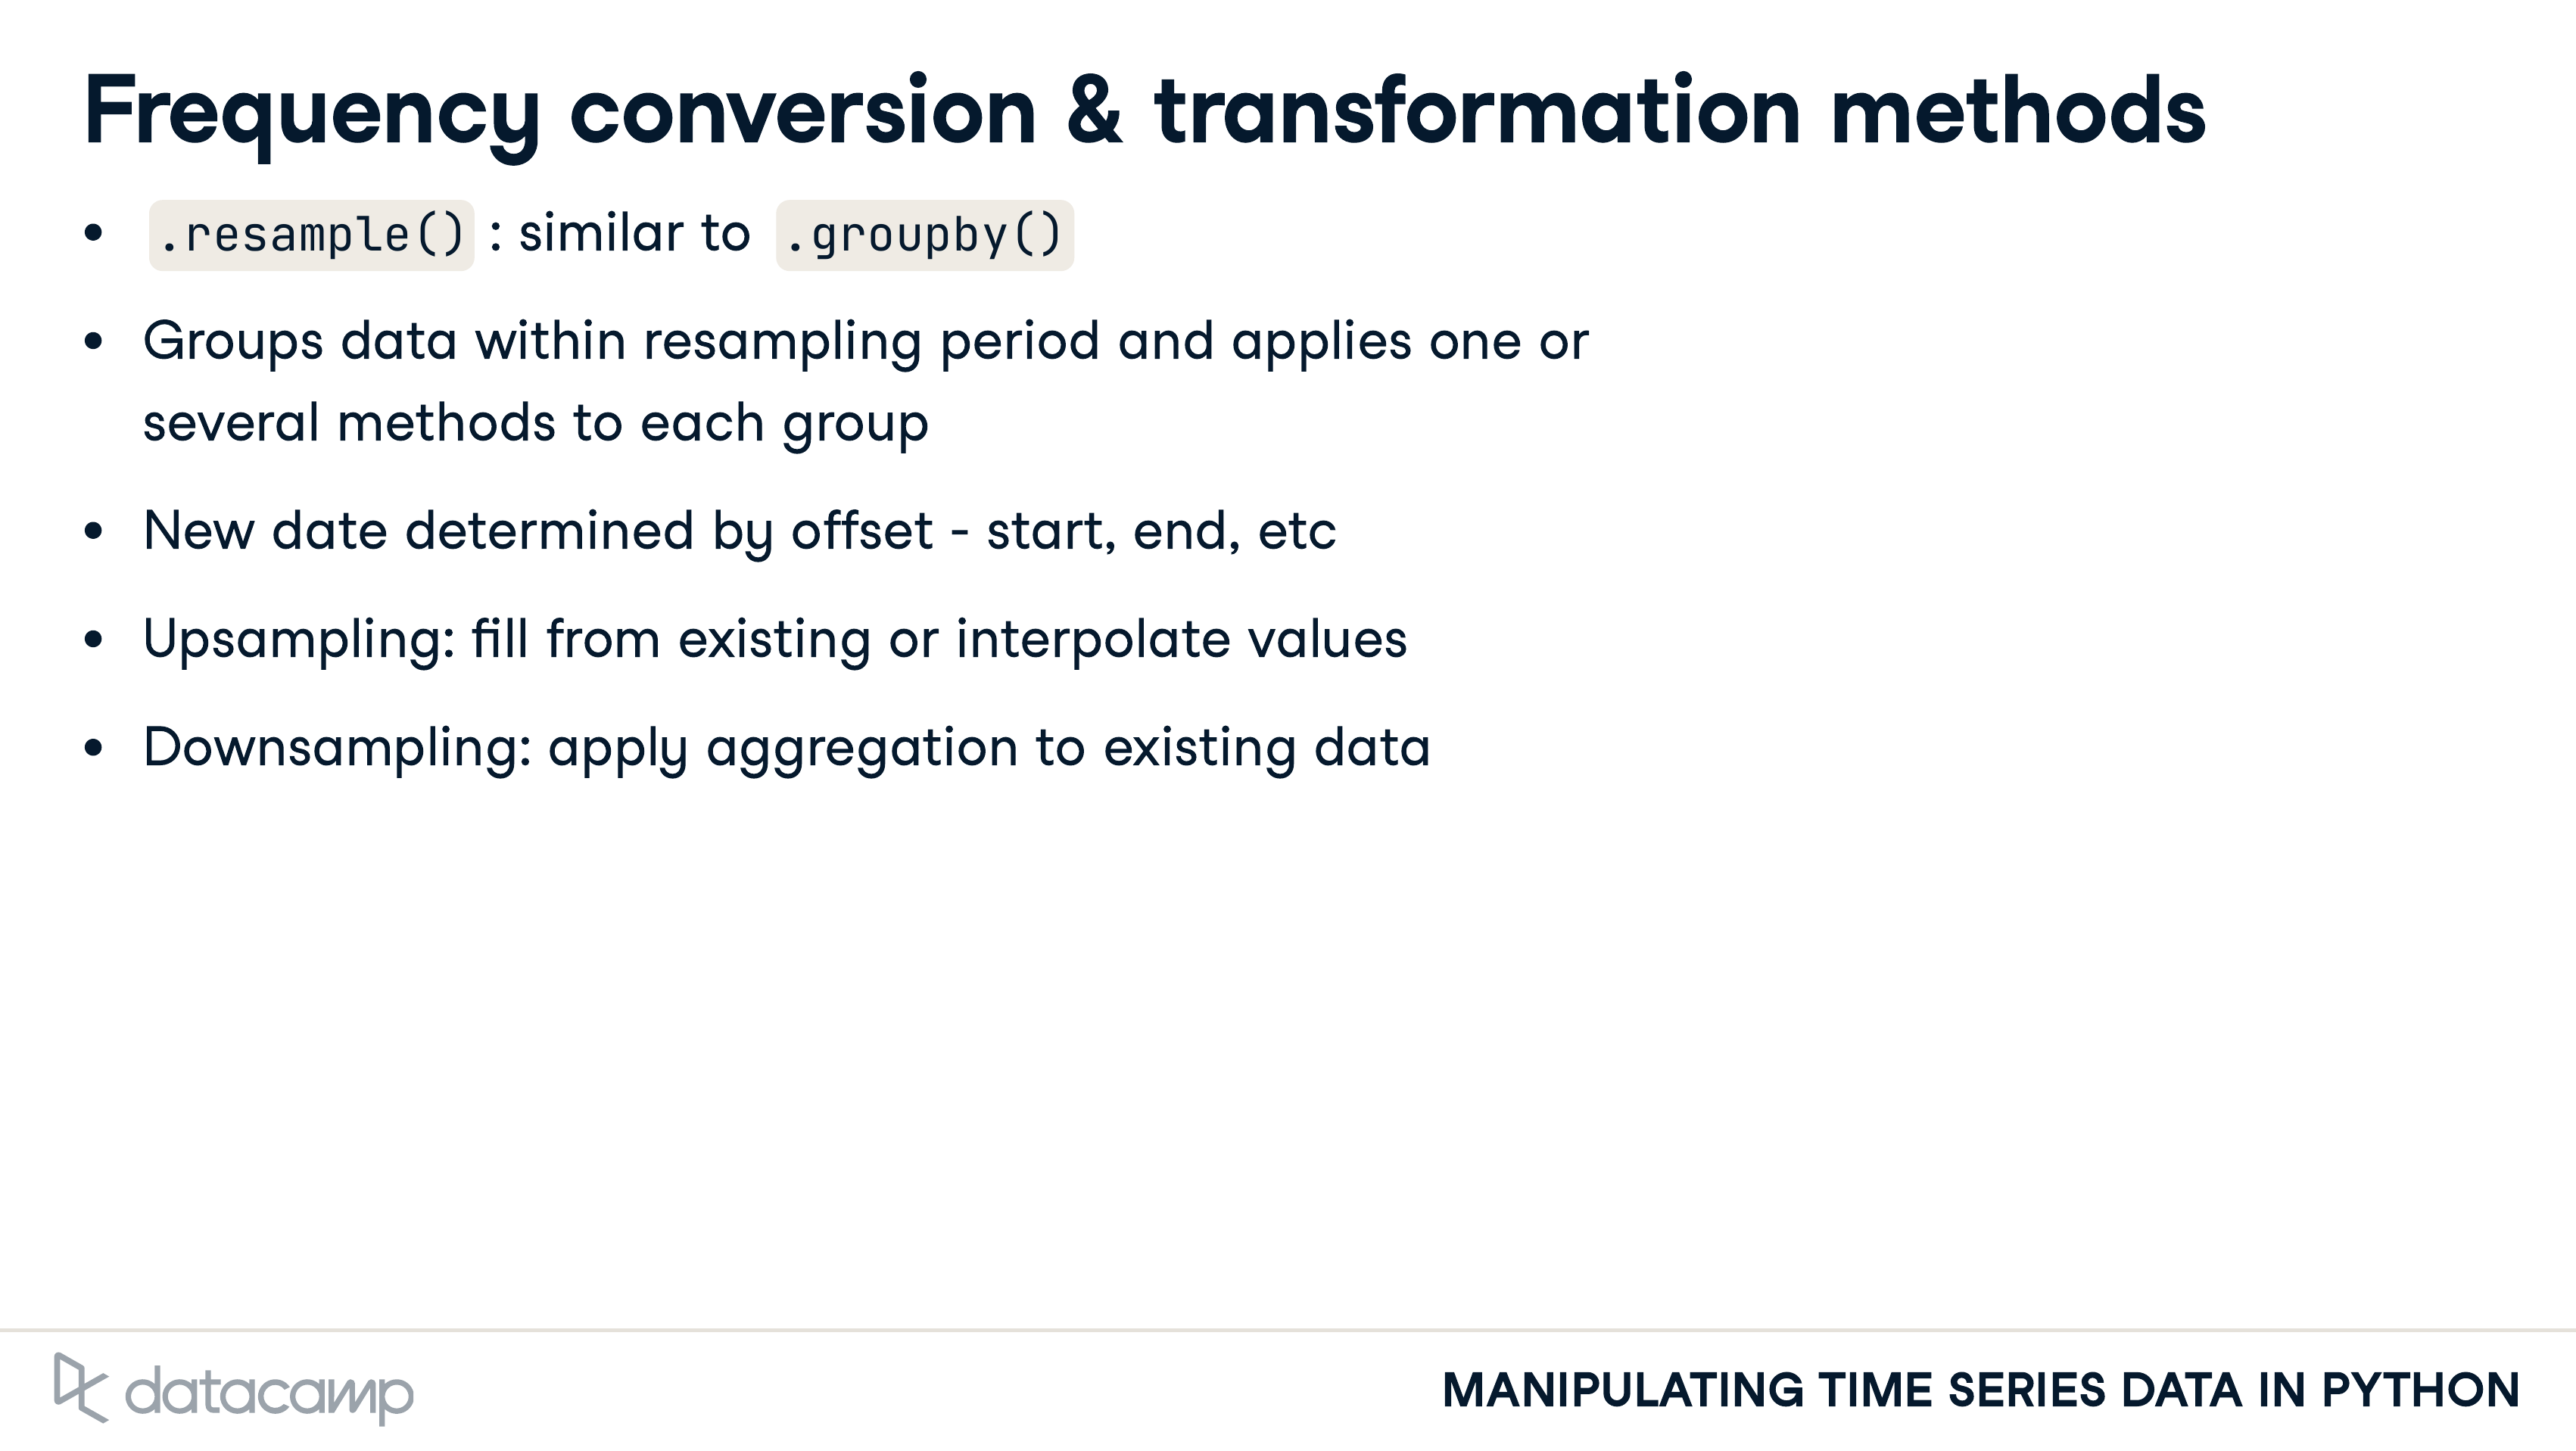 Frequency conversion & transformation methods
• .resample() : similar to .groupby()
• Groups data within resampling period and applies one or
several methods to each group
• New date determined by offset - start, end, etc
• Upsampling: fill from existing or interpolate values
• Downsampling: apply aggregation to existing data
datacamp
MANIPULATING TIME SERIES DATA IN PYTHON